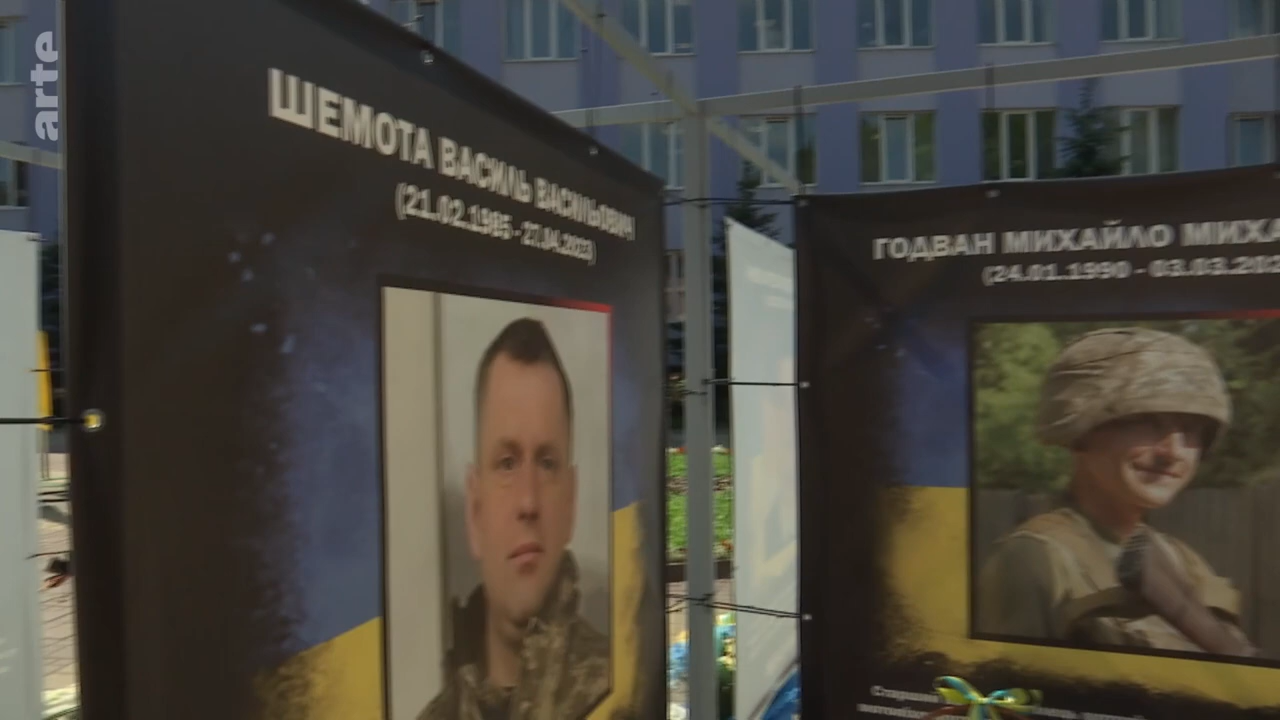 arte
ШЕМОТА ВАСИЛЬ ВАСИЛЬОВИЧ
(21.02.1985 - 27.04.2023)
ГОДВАН МИХАЙЛО МИХА
(24.01.1990 - 03.03.202
Старший